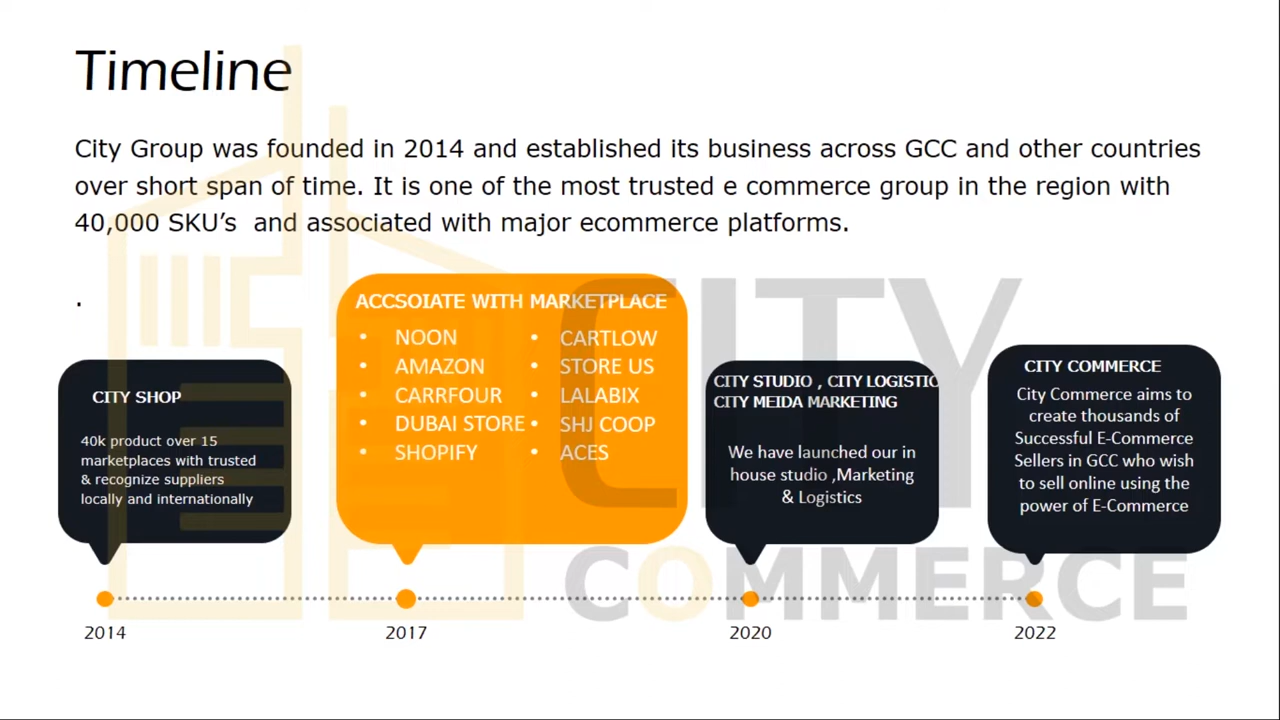 Timeline
City Group was founded in 2014 and established its business across GCC and other countries
over short span of time. It is one of the most trusted e commerce group in the region with
40,000 SKU’s  and associated with major ecommerce platforms.
.
CITY SHOP
40k product over 15
marketplaces with trusted
& recognize suppliers
locally and internationally
ACCSOIATE WITH MARKETPLACE
• NOON
• AMAZON
• CARRFOUR
• DUBAI STORE
• SHOPIFY
• CARTLOW
• STORE US
• LALABIX
• SHJ COOP
• ACES
CITY STUDIO , CITY LOGISTIC
CITY MEIDA MARKETING
We have launched our in
house studio ,Marketing
& Logistics
CITY COMMERCE
City Commerce aims to
create thousands of
Successful E-Commerce
Sellers in GCC who wish
to sell online using the
power of E-Commerce
2014
2017
2020
2022
CITY
COMMERCE